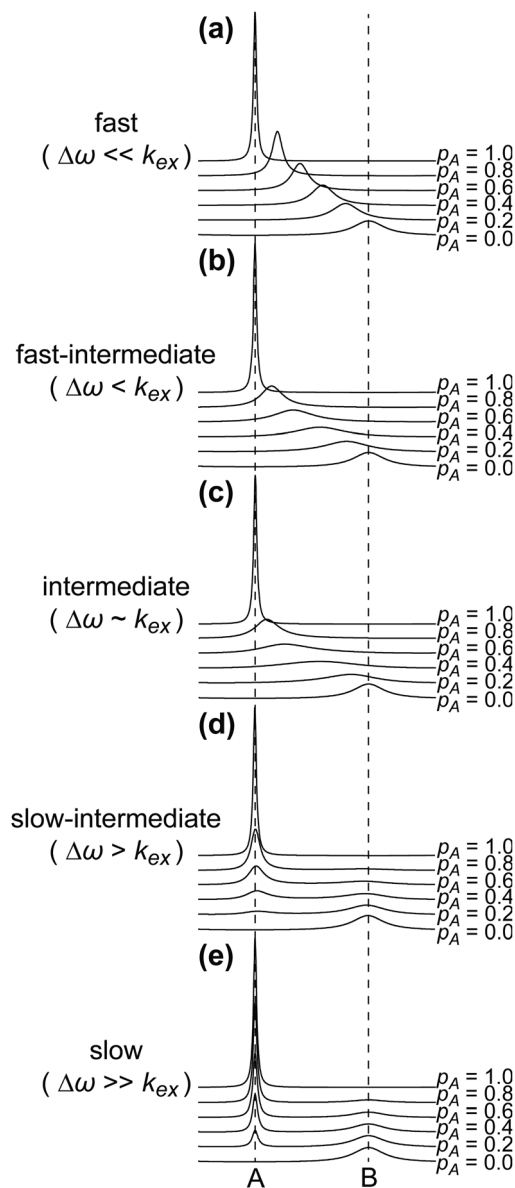 (a)
fast
( Δω << kex)
pA = 1.0
pA = 0.8
pA = 0.6
pA = 0.4
pA = 0.2
pA = 0.0
(b)
fast-intermediate
( Δω < kex)
pA = 1.0
pA = 0.8
pA = 0.6
pA = 0.4
pA = 0.2
pA = 0.0
(c)
intermediate
( Δω ~ kex)
pA = 1.0
pA = 0.8
pA = 0.6
pA = 0.4
pA = 0.2
pA = 0.0
(d)
slow-intermediate
( Δω > kex)
pA = 1.0
pA = 0.8
pA = 0.6
pA = 0.4
pA = 0.2
pA = 0.0
(e)
slow
( Δω >> kex)
pA = 1.0
pA = 0.8
pA = 0.6
pA = 0.4
pA = 0.2
pA = 0.0
A B